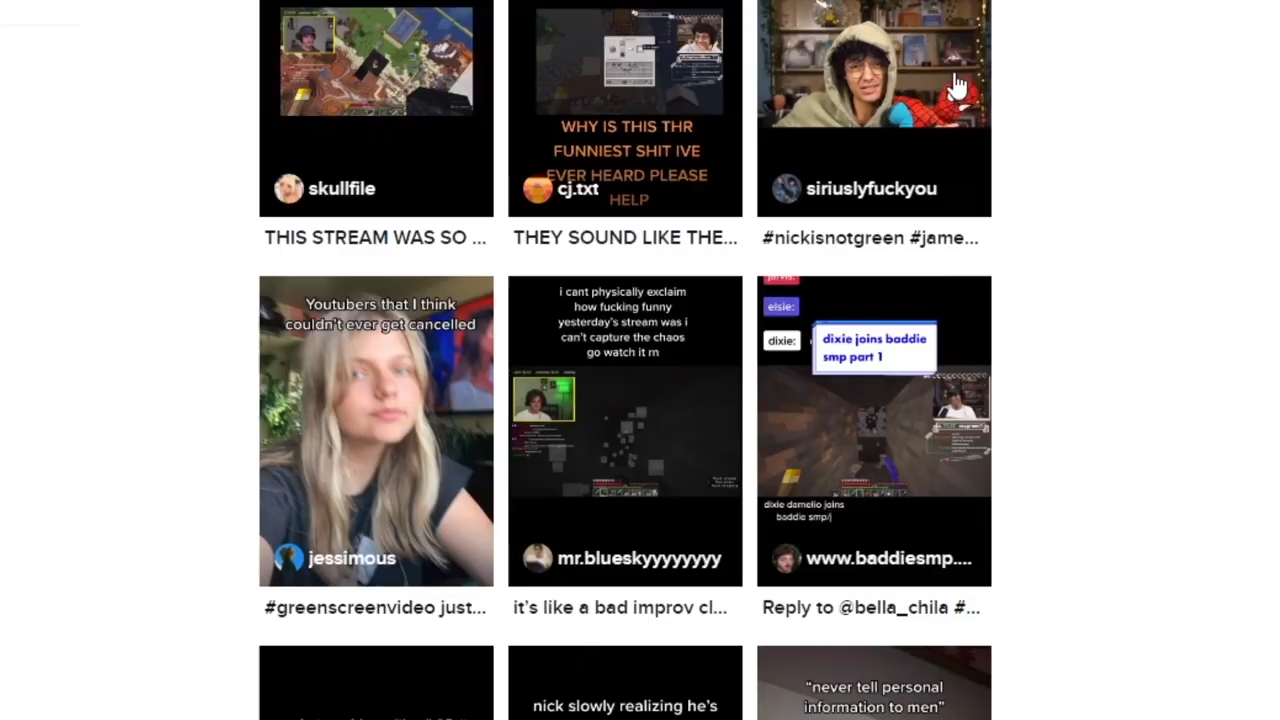 WHY IS THIS THR
FUNNIEST SHIT IVE
EVER HEARD PLEASE
HELP
skullfile
cj.txt
siriuslyfuckyou
THIS STREAM WAS SO ...
THEY SOUND LIKE THE...
#nickisnotgreen #jame...
Youtubers that I think
couldn't ever get cancelled
jessimous
i cant physically exclaim
how fucking funny
yesterday's stream was i
can't capture the chaos
go watch it rn
mr.blueskyyyyyyyy
jarvis:
elsie:
dixie:
dixie joins baddie
smp part 1
dixie damelio joins
baddie smp/|
www.baddiesmp....
#greenscreenvideo just...
it's like a bad improv cl...
Reply to @bella_chila #...
nick slowly realizing he's
"never tell personal
information to men"